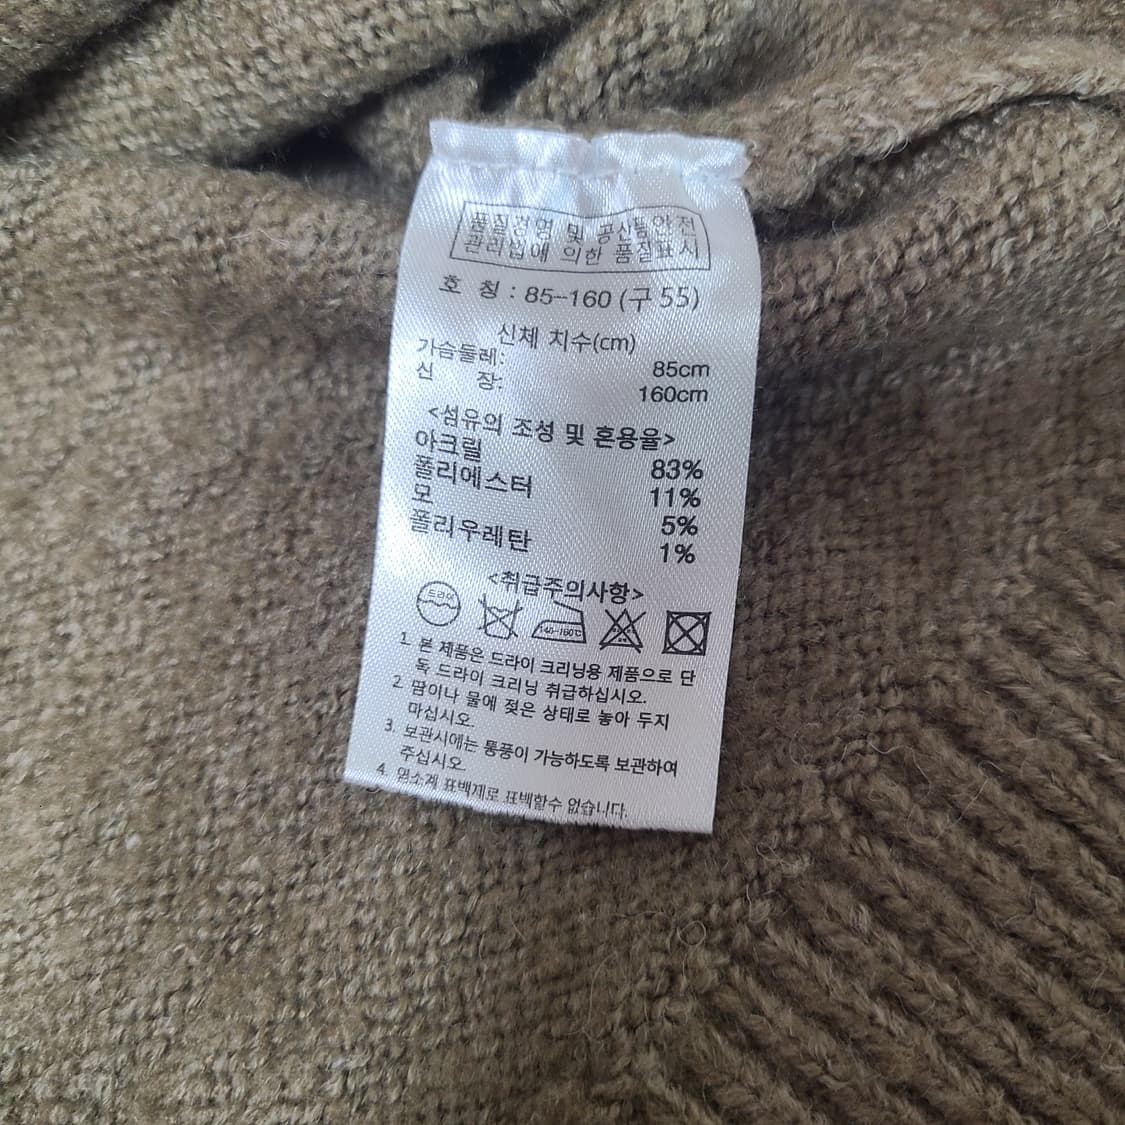 품질경영 및 공산품안전
관리법에 의한 품질표시
호 칭 : 85-160 (구 55)
신체 치수(cm)
가슴둘레: 85cm
신 장: 160cm
<섬유의 조성 및 혼용율>
아크릴 83%
폴리에스터 11%
모 5%
폴리우레탄 1%
<취급주의사항>
드라이
140~160℃
1. 본 제품은 드라이 크리닝용 제품으로 단
독 드라이 크리닝 취급하십시오.
2. 땀이나 물에 젖은 상태로 놓아 두지
마십시오.
3. 보관시에는 통풍이 가능하도록 보관하여
주십시오.
4. 염소계 표백제로 표백할수 없습니다.